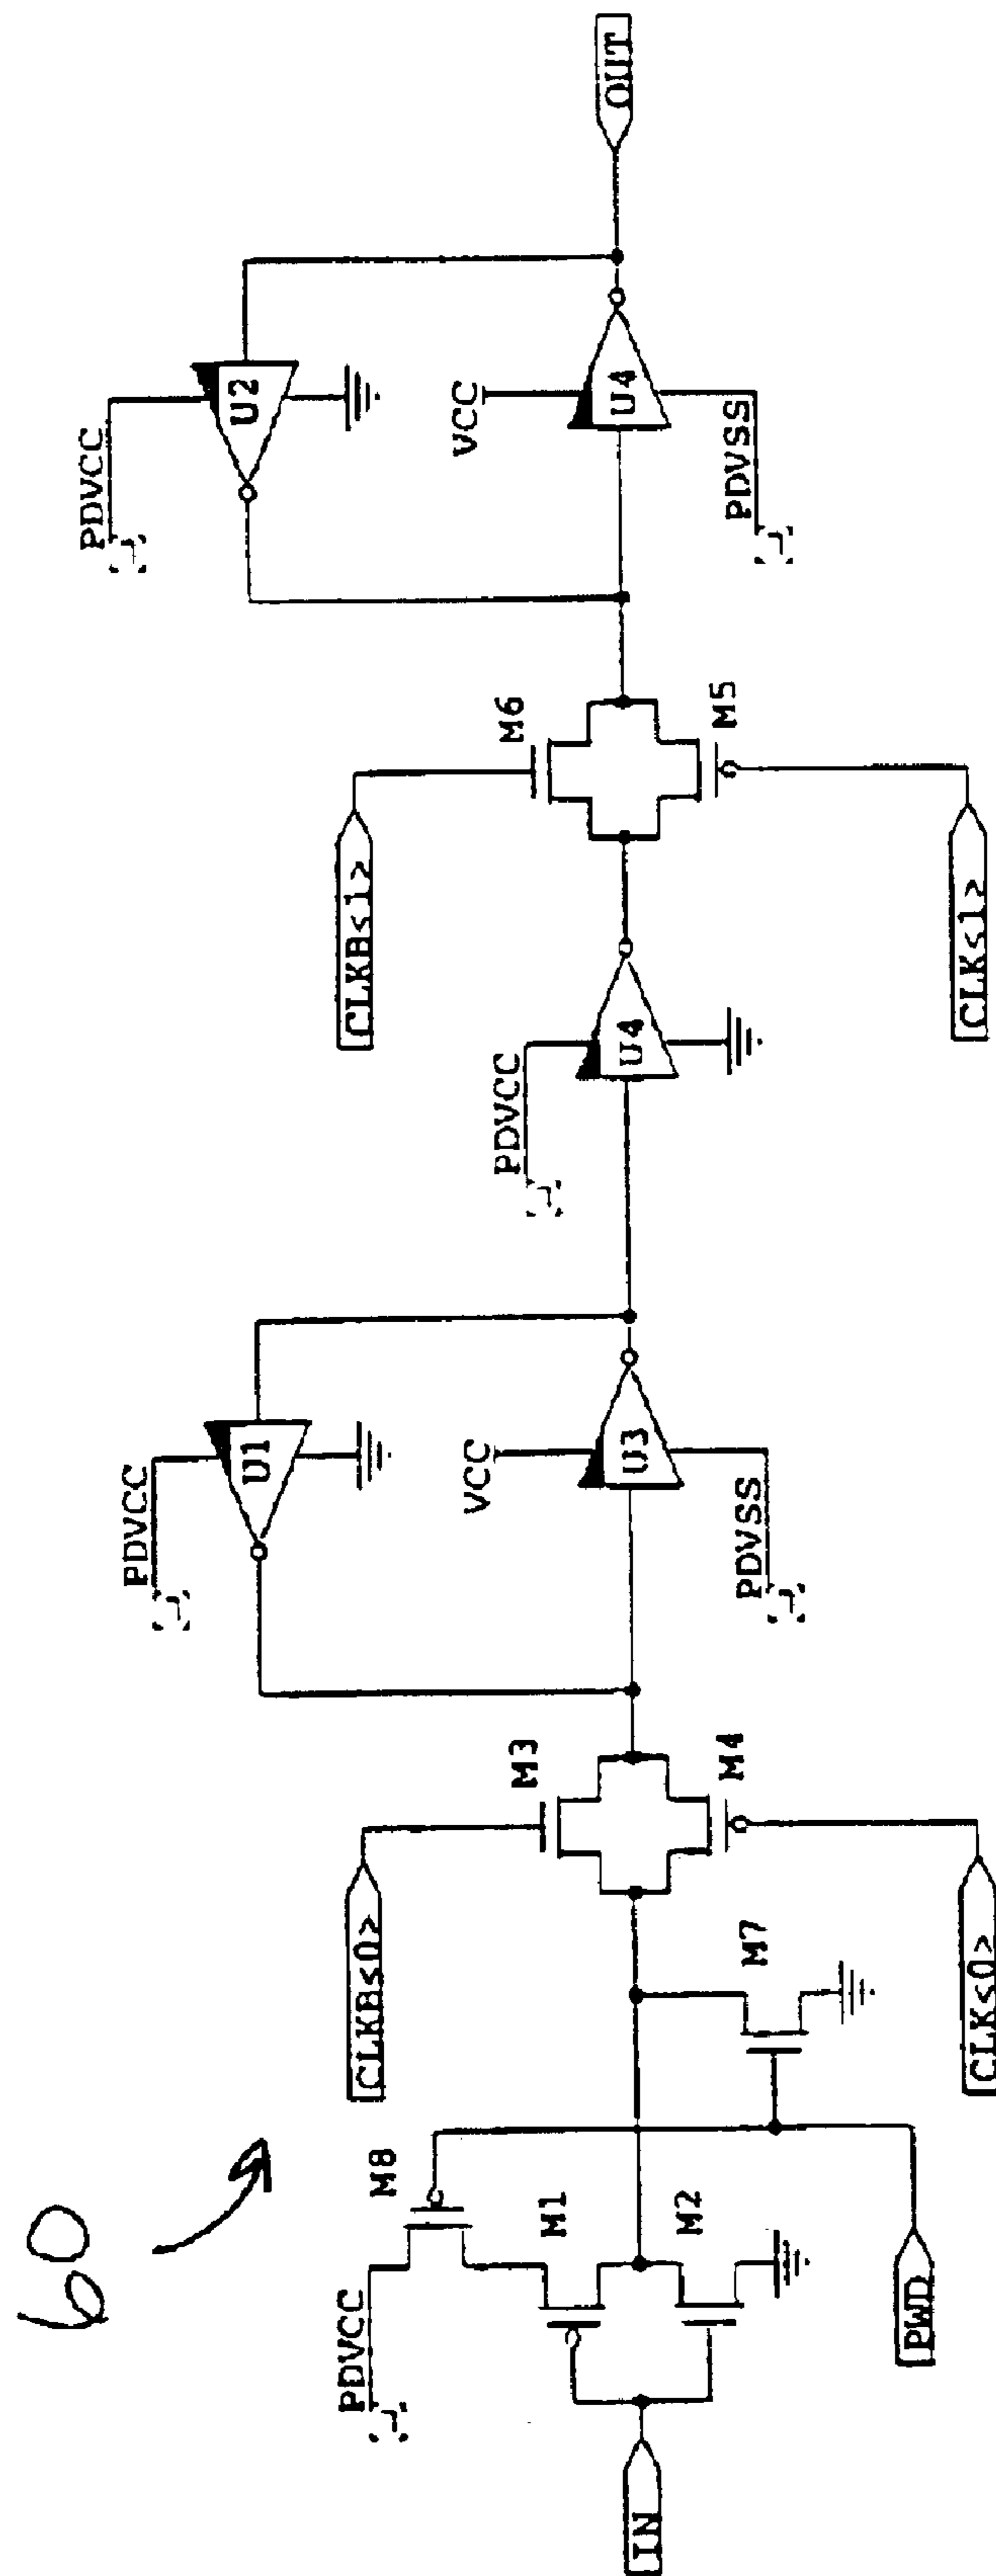 60
IN
PDVCC
M8
M1
M2
PWD
M7
CLKB<0>
M3
M4
CLK<0>
PDVCC
U1
VCC
U3
PDVSS
PDVCC
U4
CLKB<1>
M6
M5
CLK<1>
PDVCC
U2
VCC
U4
PDVSS
OUT